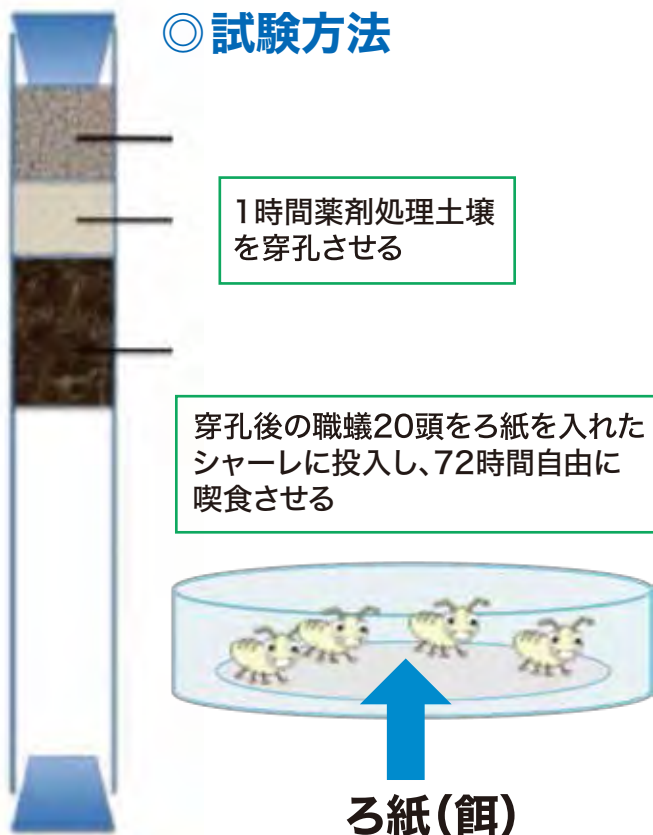 ◎試験方法
1時間薬剤処理土壌
を穿孔させる
穿孔後の職蟻20頭をろ紙を入れた
シャーレに投入し、72時間自由に
喫食させる
ろ紙(餌)